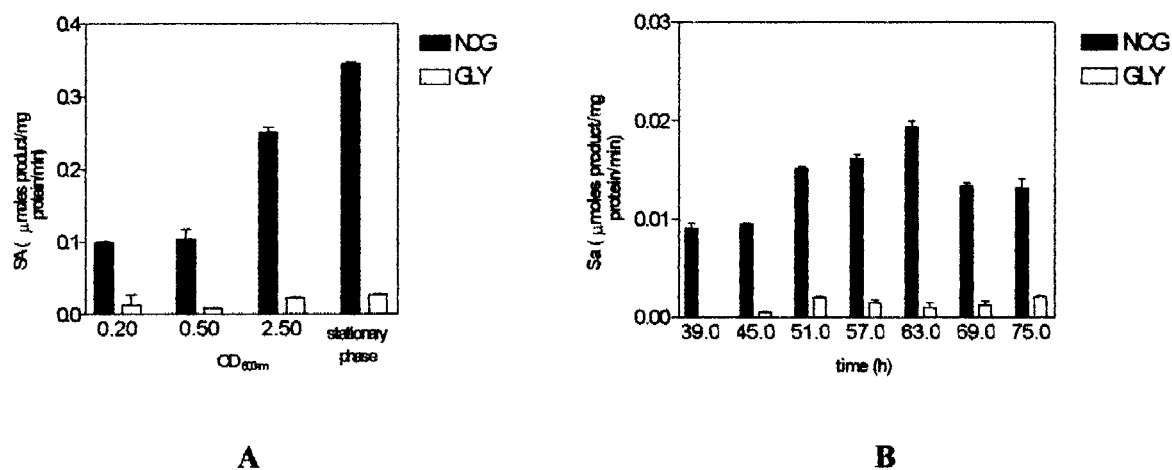 0.4
0.3
0.2
0.1
0.0
SA ( μmoles product/mg
protein/min)
0.20 0.50 2.50 stationary
phase
NCG
GLY
A
0.03
0.02
0.01
0.00
Sa ( μmoles product/mg
protein/min)
39.0 45.0 51.0 57.0 63.0 69.0 75.0
time (h)
NCG
GLY
B